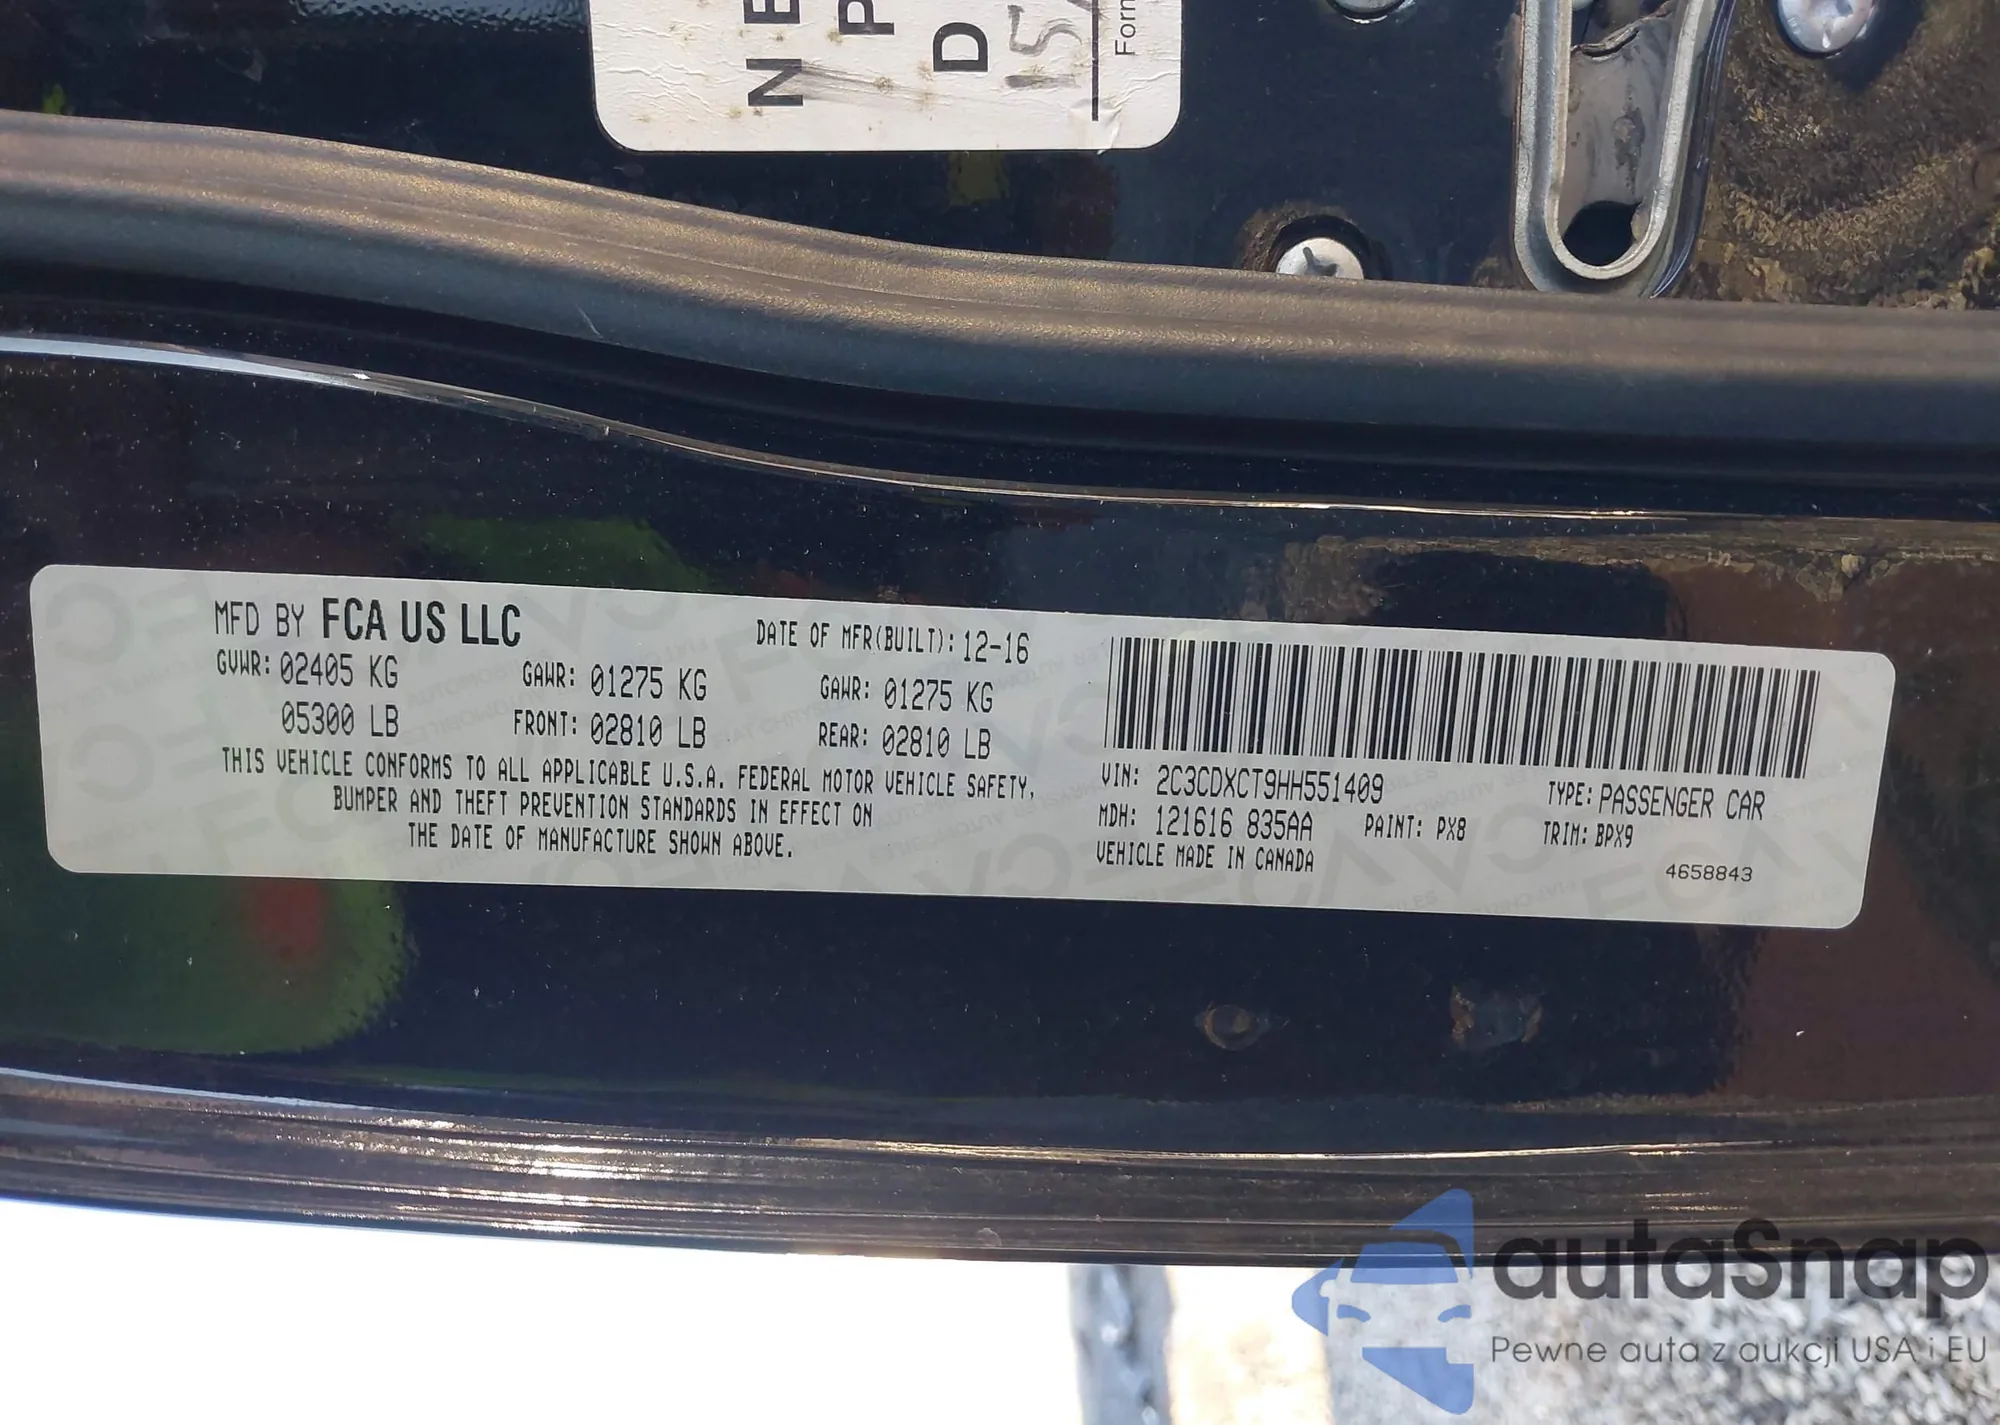 NE
P
D
15
Form
MFD BY FCA US LLC
DATE OF MFR(BUILT): 12-16
GVWR: 02405 KG
GAWR: 01275 KG
GAWR: 01275 KG
05300 LB
FRONT: 02810 LB
REAR: 02810 LB
THIS VEHICLE CONFORMS TO ALL APPLICABLE U.S.A. FEDERAL MOTOR VEHICLE SAFETY,
BUMPER AND THEFT PREVENTION STANDARDS IN EFFECT ON
THE DATE OF MANUFACTURE SHOWN ABOVE.
VIN: 2C3CDXCT9HH551409
TYPE: PASSENGER CAR
MDH: 121616 835AA
PAINT: PX8
TRIM: BPX9
VEHICLE MADE IN CANADA
4658843
autaSnap
Pewne auta z aukcji USA i EU